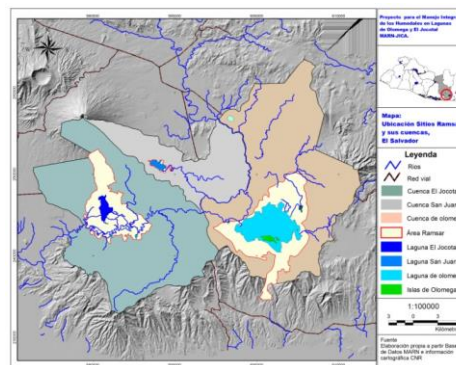 Proyecto para el Manejo Integr
de los Humedales en Lagunas
de Olomega y El Jocotal
MARN-JICA.
Mapa:
Ubicación Sitios Ramsar
y sus cuencas,
El Salvador
Leyenda
Ríos
Red vial
Cuenca El Jocota
Cuenca San Juan
Cuenca de olome
Área Ramsar
Laguna El Jocota
Laguna San Juan
Laguna de olome
Islas de Olomega
1:100000
Kilómetr
Fuente
Elaboración propia a partir Base
de Datos MARN e información
cartográfica CNR